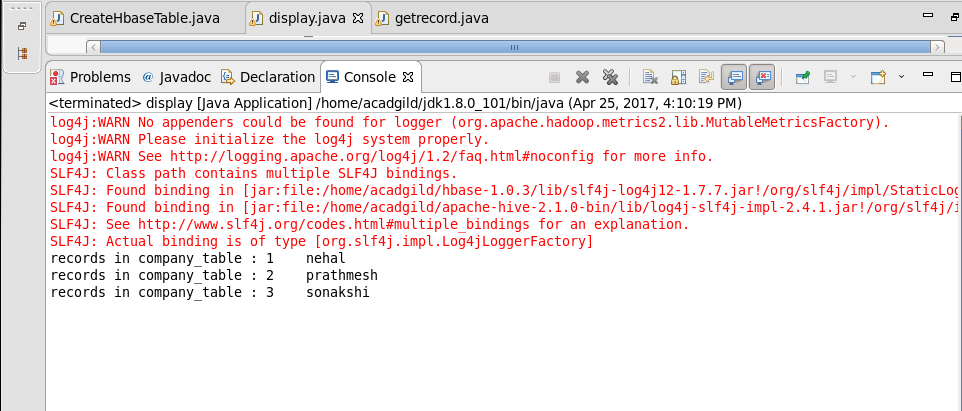 CreateHbaseTable.java display.java getrecord.java
Problems @ Javadoc Declaration Console
<terminated> display [Java Application] /home/acadgild/jdk1.8.0_101/bin/java (Apr 25, 2017, 4:10:19 PM)
log4j:WARN No appenders could be found for logger (org.apache.hadoop.metrics2.lib.MutableMetricsFactory).
log4j:WARN Please initialize the log4j system properly.
log4j:WARN See http://logging.apache.org/log4j/1.2/faq.html#noconfig for more info.
SLF4J: Class path contains multiple SLF4J bindings.
SLF4J: Found binding in [jar:file:/home/acadgild/hbase-1.0.3/lib/slf4j-log4j12-1.7.7.jar!/org/slf4j/impl/StaticLog
SLF4J: Found binding in [jar:file:/home/acadgild/apache-hive-2.1.0-bin/lib/log4j-slf4j-impl-2.4.1.jar!/org/slf4j/i
SLF4J: See http://www.slf4j.org/codes.html#multiple_bindings for an explanation.
SLF4J: Actual binding is of type [org.slf4j.impl.Log4jLoggerFactory]
records in company_table : 1 nehal
records in company_table : 2 prathmesh
records in company_table : 3 sonakshi